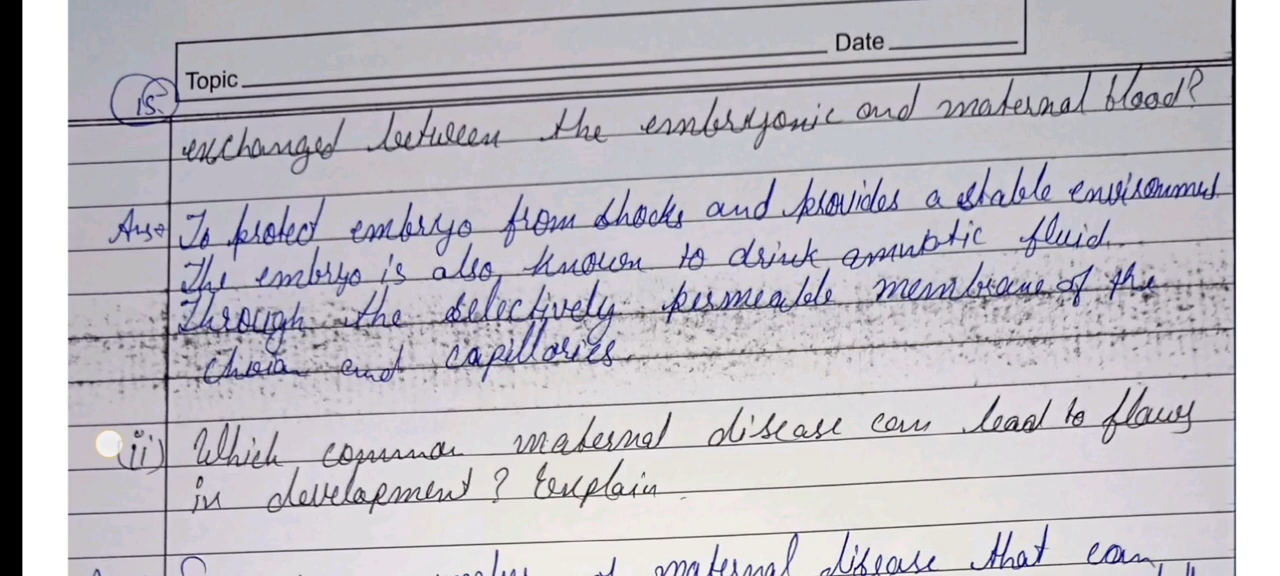 Date
Topic
15
exchanged between the embryonic and maternal blood?
Ans→ To protect embryo from shocks and provides a stable environment.
The embryo is also known to drink amniotic fluid.
Through the selectively permeable membrane of the
and capillaries.
(ii) Which common maternal disease can lead to flaws
in development? Explain.
maternal disease that can